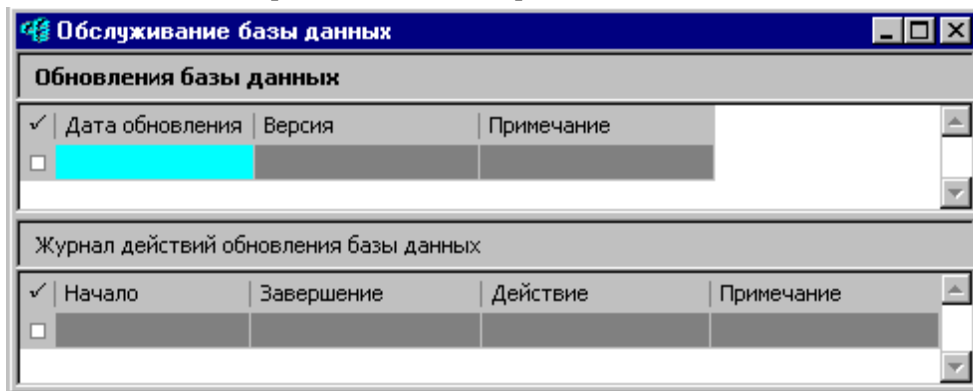 Обслуживание базы данных
Обновления базы данных
Дата обновления Версия Примечание
Журнал действий обновления базы данных
Начало Завершение Действие Примечание